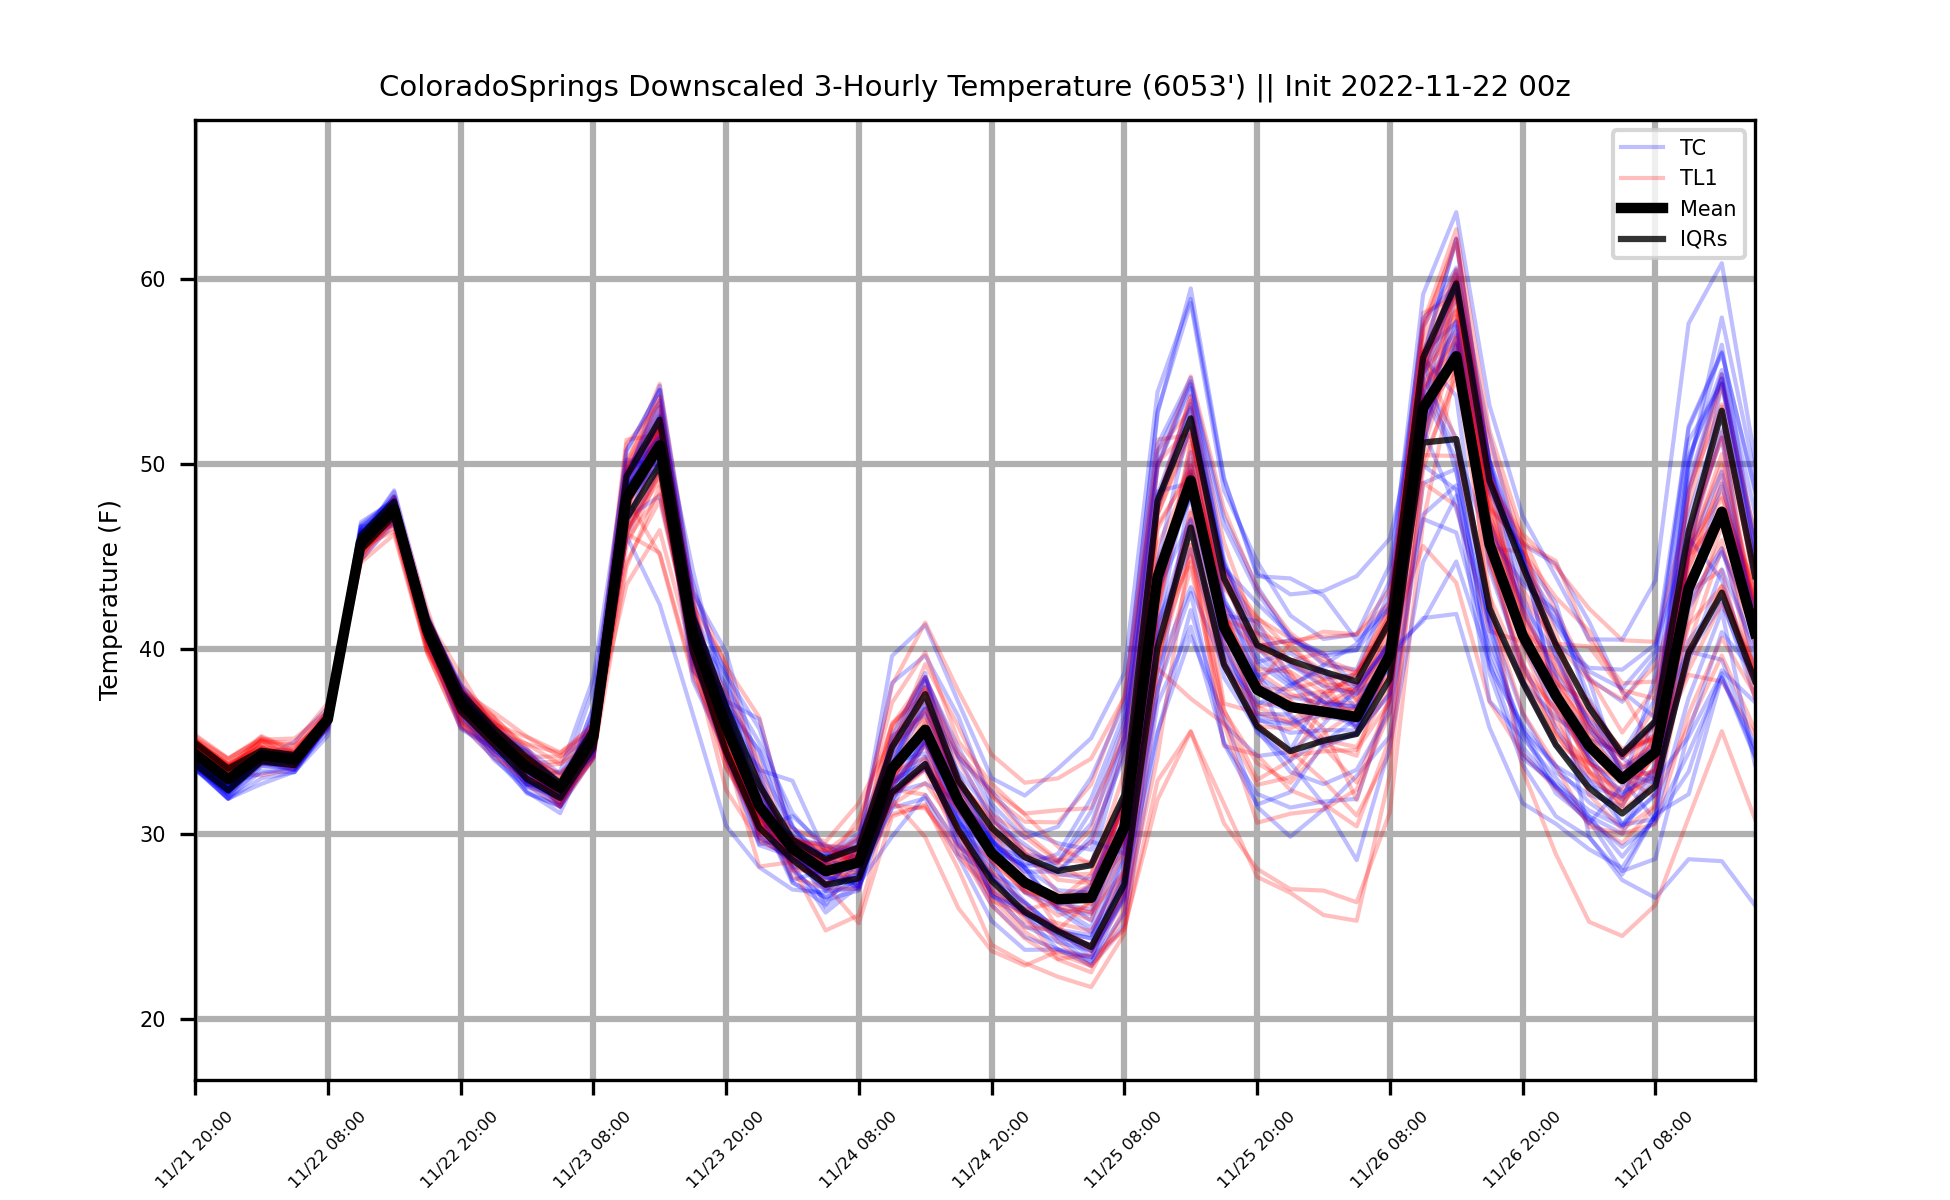 ColoradoSprings Downscaled 3-Hourly Temperature (6053') || Init 2022-11-22 00z
TC
TL1
Mean
IQRs
Temperature (F)
60
50
40
30
20
11/21 20:00
11/22 08:00
11/22 20:00
11/23 08:00
11/23 20:00
11/24 08:00
11/24 20:00
11/25 08:00
11/25 20:00
11/26 08:00
11/26 20:00
11/27 08:00